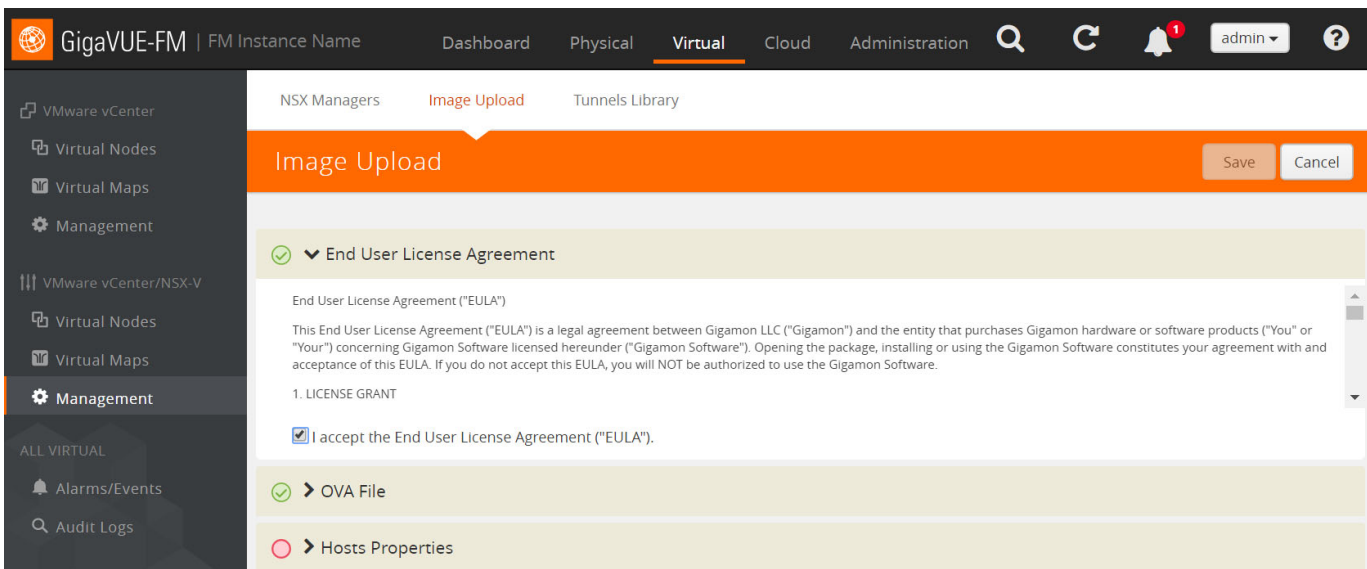 GigaVUE-FM | FM Instance Name
Dashboard
Physical
Virtual
Cloud
Administration
1
admin
?
VMware vCenter
Virtual Nodes
Virtual Maps
Management
VMware vCenter/NSX-V
Virtual Nodes
Virtual Maps
Management
ALL VIRTUAL
Alarms/Events
Audit Logs
NSX Managers
Image Upload
Tunnels Library
Image Upload
Save
Cancel
End User License Agreement
End User License Agreement ("EULA")
This End User License Agreement ("EULA") is a legal agreement between Gigamon LLC ("Gigamon") and the entity that purchases Gigamon hardware or software products ("You" or
"Your") concerning Gigamon Software licensed hereunder ("Gigamon Software"). Opening the package, installing or using the Gigamon Software constitutes your agreement with and
acceptance of this EULA. If you do not accept this EULA, you will NOT be authorized to use the Gigamon Software.
1. LICENSE GRANT
I accept the End User License Agreement ("EULA").
OVA File
Hosts Properties